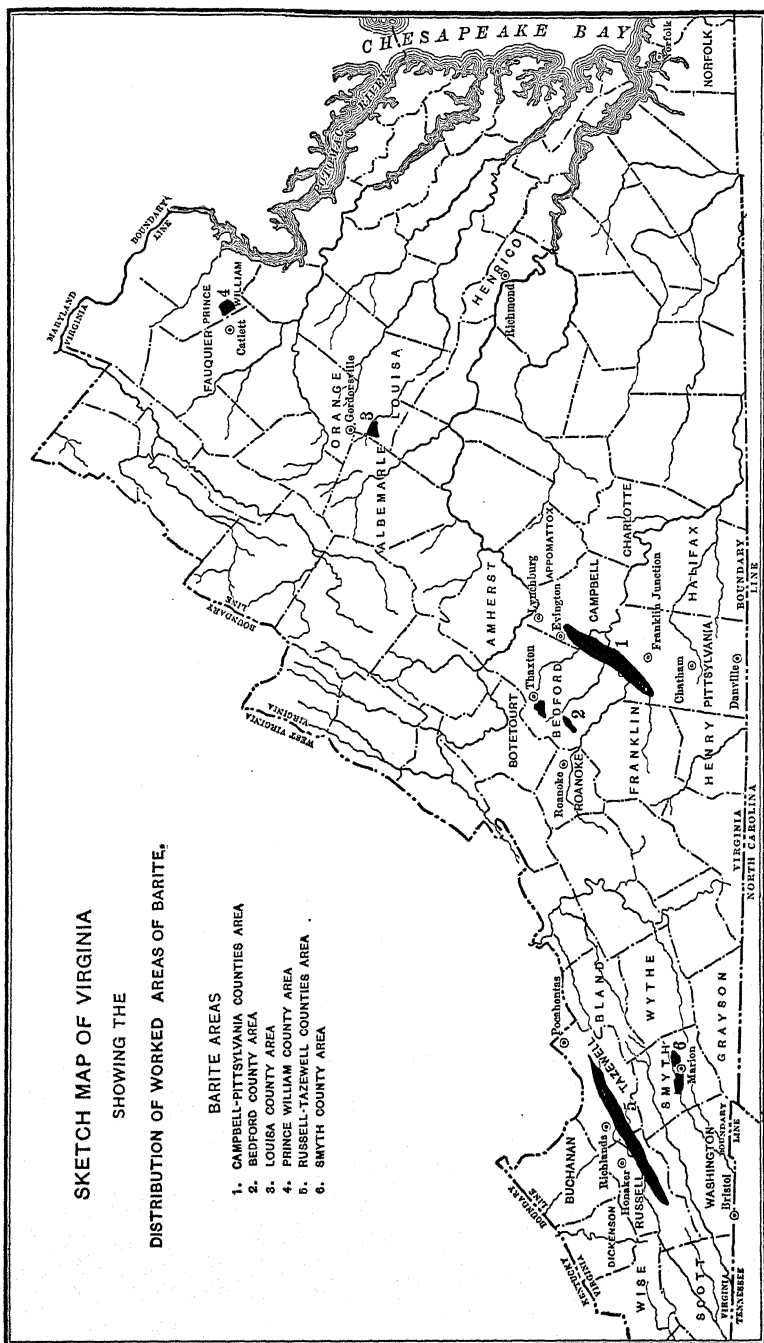 SKETCH MAP OF VIRGINIA
SHOWING THE
DISTRIBUTION OF WORKED AREAS OF BARITE.
BARITE AREAS
1. CAMPBELL-PITTSYLVANIA COUNTIES AREA
2. BEDFORD COUNTY AREA
3. LOUISA COUNTY AREA
4. PRINCE WILLIAM COUNTY AREA
5. RUSSELL-TAZEWELL COUNTIES AREA
6. SMYTH COUNTY AREA
CHESAPEAKE BAY
POTOMAC RIVER
MARYLAND
VIRGINIA
BOUNDARY
LINE
FAUQUIER
PRINCE
WILLIAM
4
Catlett
ORANGE
Gordonsville
3
LOUISA
ALBEMARLE
HENRICO
Richmond
Norfolk
NORFOLK
BOUNDARY
LINE
WEST VIRGINIA
VIRGINIA
AMHERST
Lynchburg
APPOMATTOX
Evington
CAMPBELL
CHARLOTTE
1
Franklin Junction
HALIFAX
Chatham
PITTSYLVANIA
Danville
BOUNDARY
LINE
Thaxton
BEDFORD
2
BOTETOURT
Roanoke
ROANOKE
FRANKLIN
HENRY
VIRGINIA
NORTH CAROLINA
Pocahontas
BLAND
TAZEWELL
WYTHE
GRAYSON
SMYTH
6
Marion
5
Richlands
Honaker
BUCHANAN
DICKENSON
RUSSELL
WASHINGTON
Bristol
BOUNDARY
LINE
BOUNDARY
LINE
KENTUCKY
VIRGINIA
WISE
SCOTT
VIRGINIA
TENNESSEE